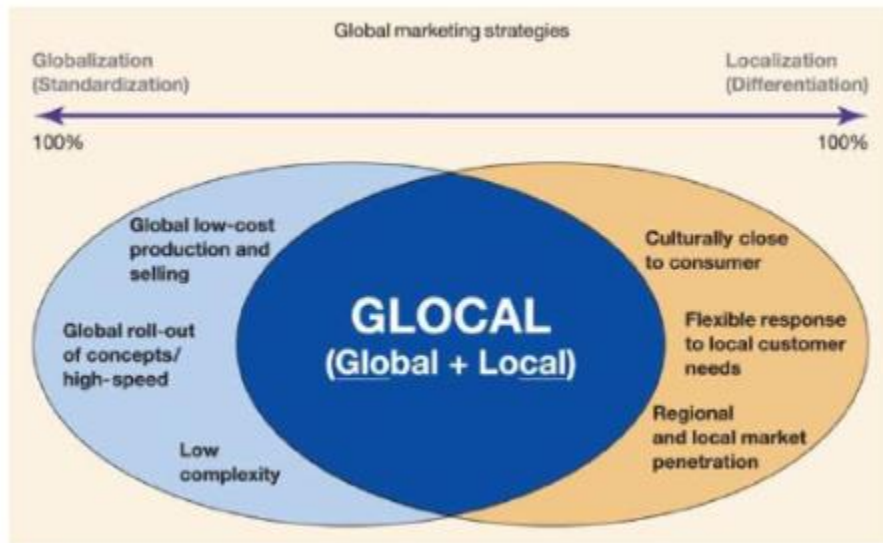 Global marketing strategies
Globalization
(Standardization)
Localization
(Differentiation)
100%
100%
Global low-cost
production and
selling
Global roll-out
of concepts/
high-speed
Low
complexity
GLOCAL
(Global + Local)
Culturally close
to consumer
Flexible response
to local customer
needs
Regional
and local market
penetration